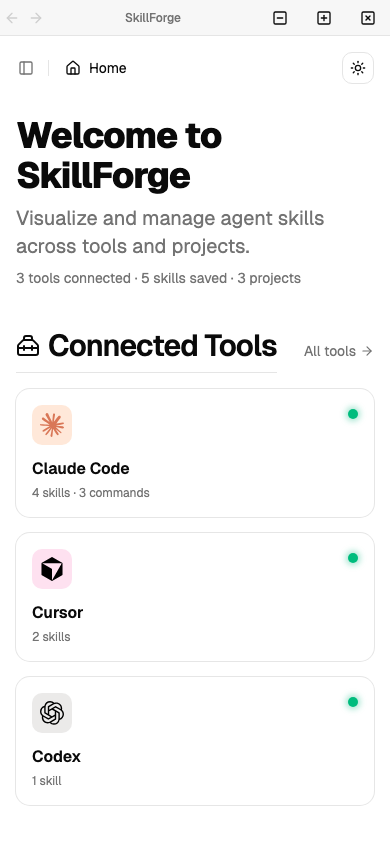 SkillForge
Home
Welcome to
SkillForge
Visualize and manage agent skills
across tools and projects.
3 tools connected · 5 skills saved · 3 projects
Connected Tools
All tools
Claude Code
4 skills · 3 commands
Cursor
2 skills
Codex
1 skill